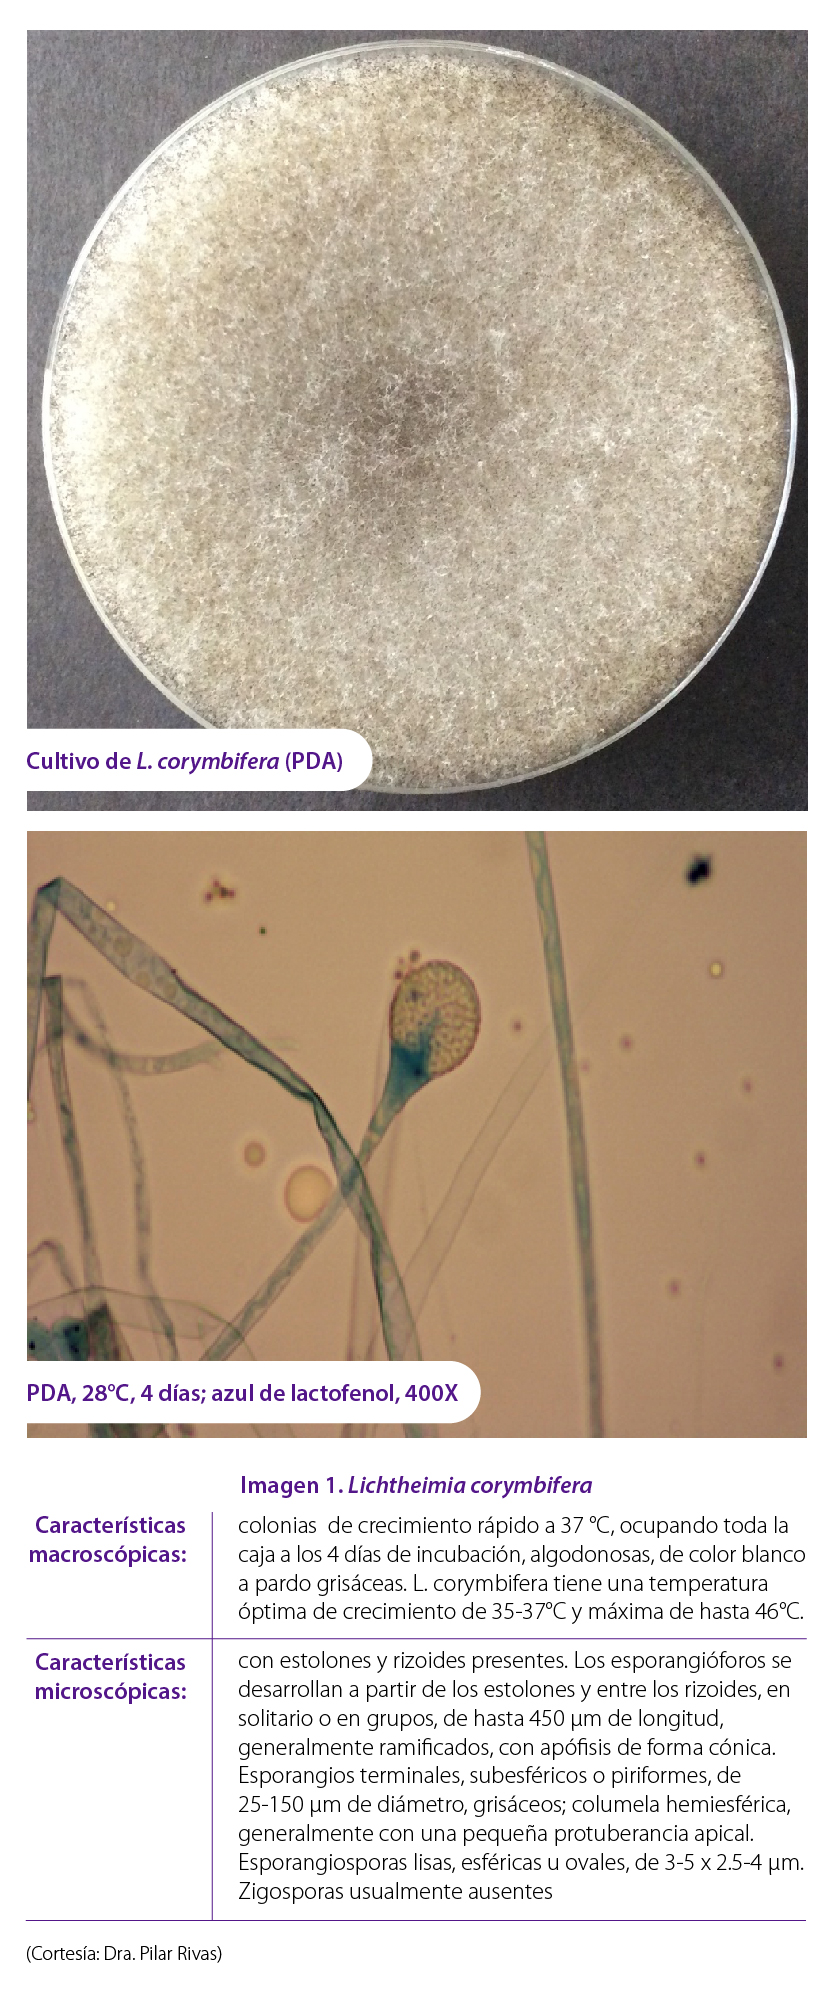 Cultivo de L. corymbifera (PDA)
PDA, 28°C, 4 días; azul de lactofenol, 400X
Imagen 1. Lichtheimia corymbifera
Características
macroscópicas:
colonias  de crecimiento rápido a 37 °C, ocupando toda la
caja a los 4 días de incubación, algodonosas, de color blanco
a pardo grisáceas. L. corymbifera tiene una temperatura
óptima de crecimiento de 35-37°C y máxima de hasta 46°C.
Características
microscópicas:
con estolones y rizoides presentes. Los esporangióforos se
desarrollan a partir de los estolones y entre los rizoides, en
solitario o en grupos, de hasta 450 μm de longitud,
generalmente ramificados, con apófisis de forma cónica.
Esporangios terminales, subesféricos o piriformes, de
25-150 μm de diámetro, grisáceos; columela hemiesférica,
generalmente con una pequeña protuberancia apical.
Esporangiosporas lisas, esféricas u ovales, de 3-5 x 2.5-4 μm.
Zigosporas usualmente ausentes
(Cortesía: Dra. Pilar Rivas)